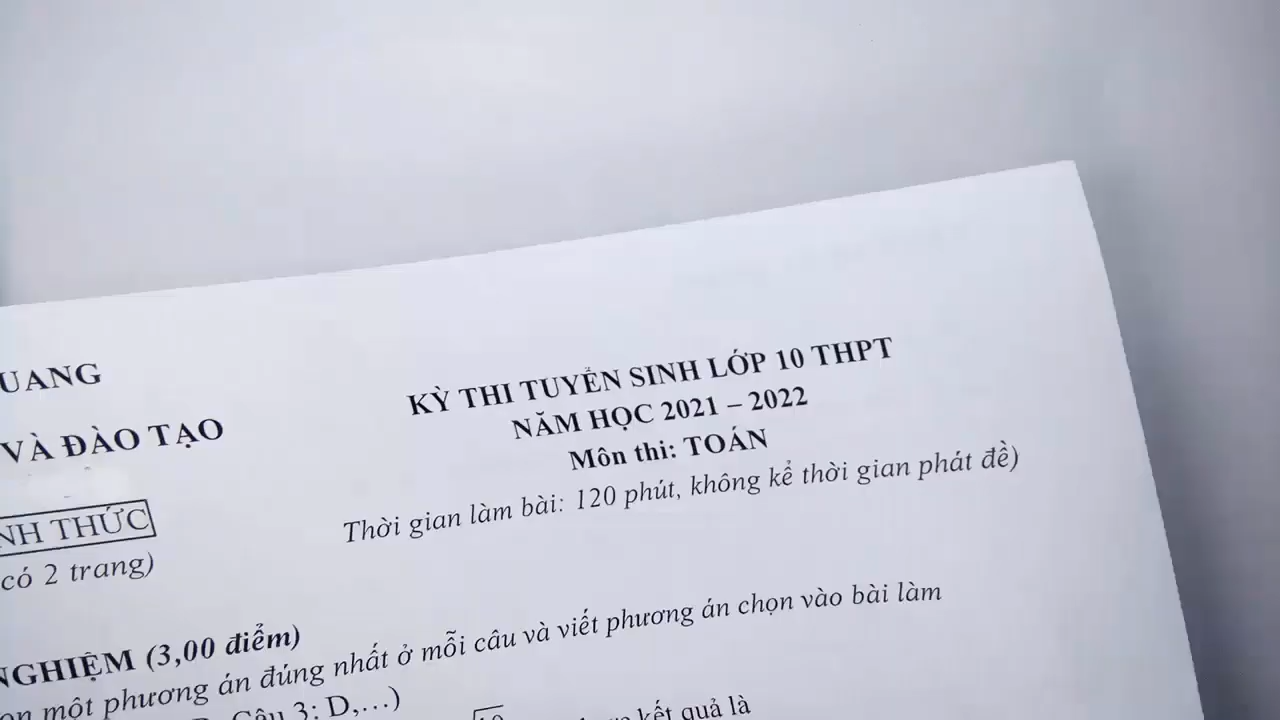 UANG
VÀ ĐÀO TẠO
NH THỨC
có 2 trang)
KỲ THI TUYỂN SINH LỚP 10 THPT
NĂM HỌC 2021 – 2022
Môn thi: TOÁN
Thời gian làm bài: 120 phút, không kể thời gian phát đề)
NGHIỆM (3,00 điểm)
ọn một phương án đúng nhất ở mỗi câu và viết phương án chọn vào bài làm
Câu 3: D,…)
kết quả là